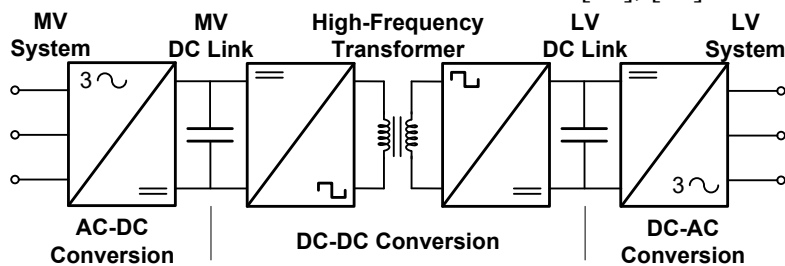 MV System
MV DC Link
High-Frequency Transformer
LV DC Link
LV System
3
3
AC-DC Conversion
DC-DC Conversion
DC-AC Conversion